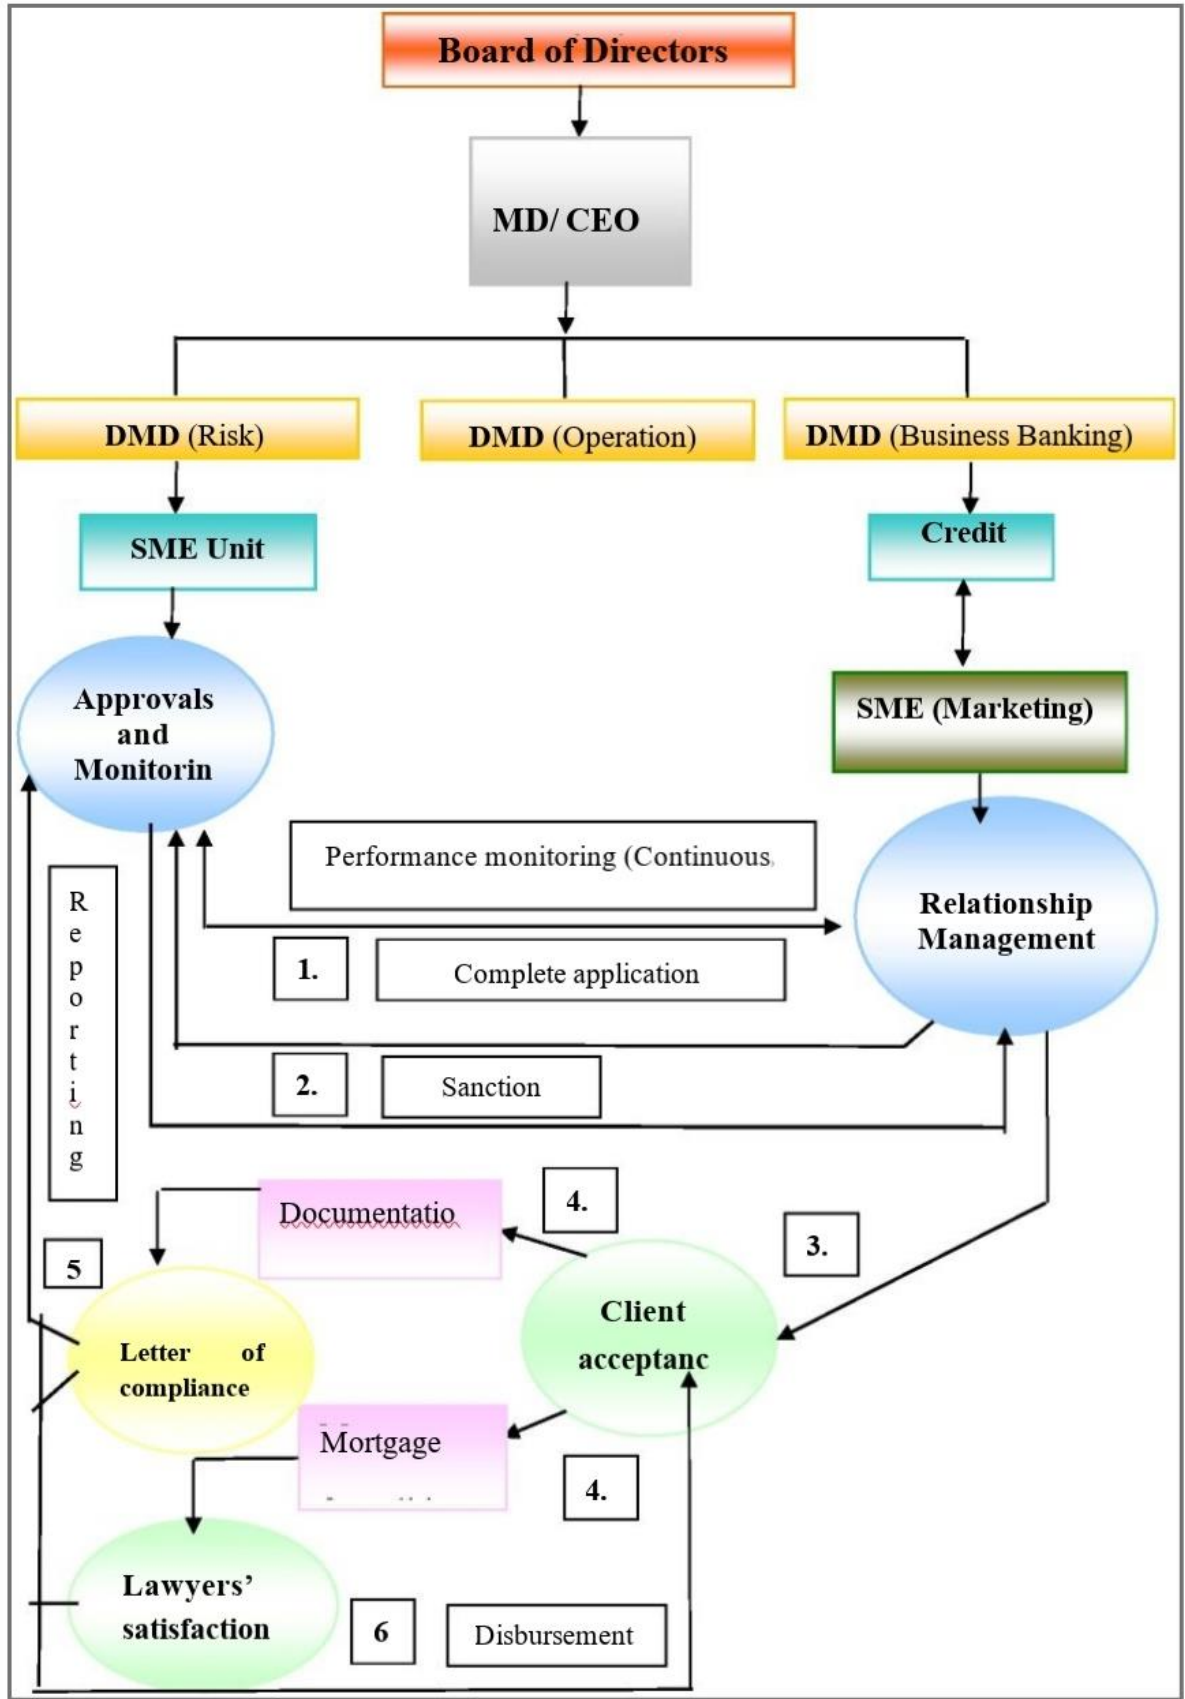 Board of Directors
MD/ CEO
DMD (Risk)
DMD (Operation)
DMD (Business Banking)
SME Unit
Credit
Approvals
and
Monitorin
SME (Marketing)
Performance monitoring (Continuous
Relationship
Management
R
e
p
o
r
t
i
n
g
1.
Complete application
2.
Sanction
Documentatio
4.
3.
5
Client
acceptanc
Letter of
compliance
Mortgage
4.
Lawyers’
satisfaction
6
Disbursement